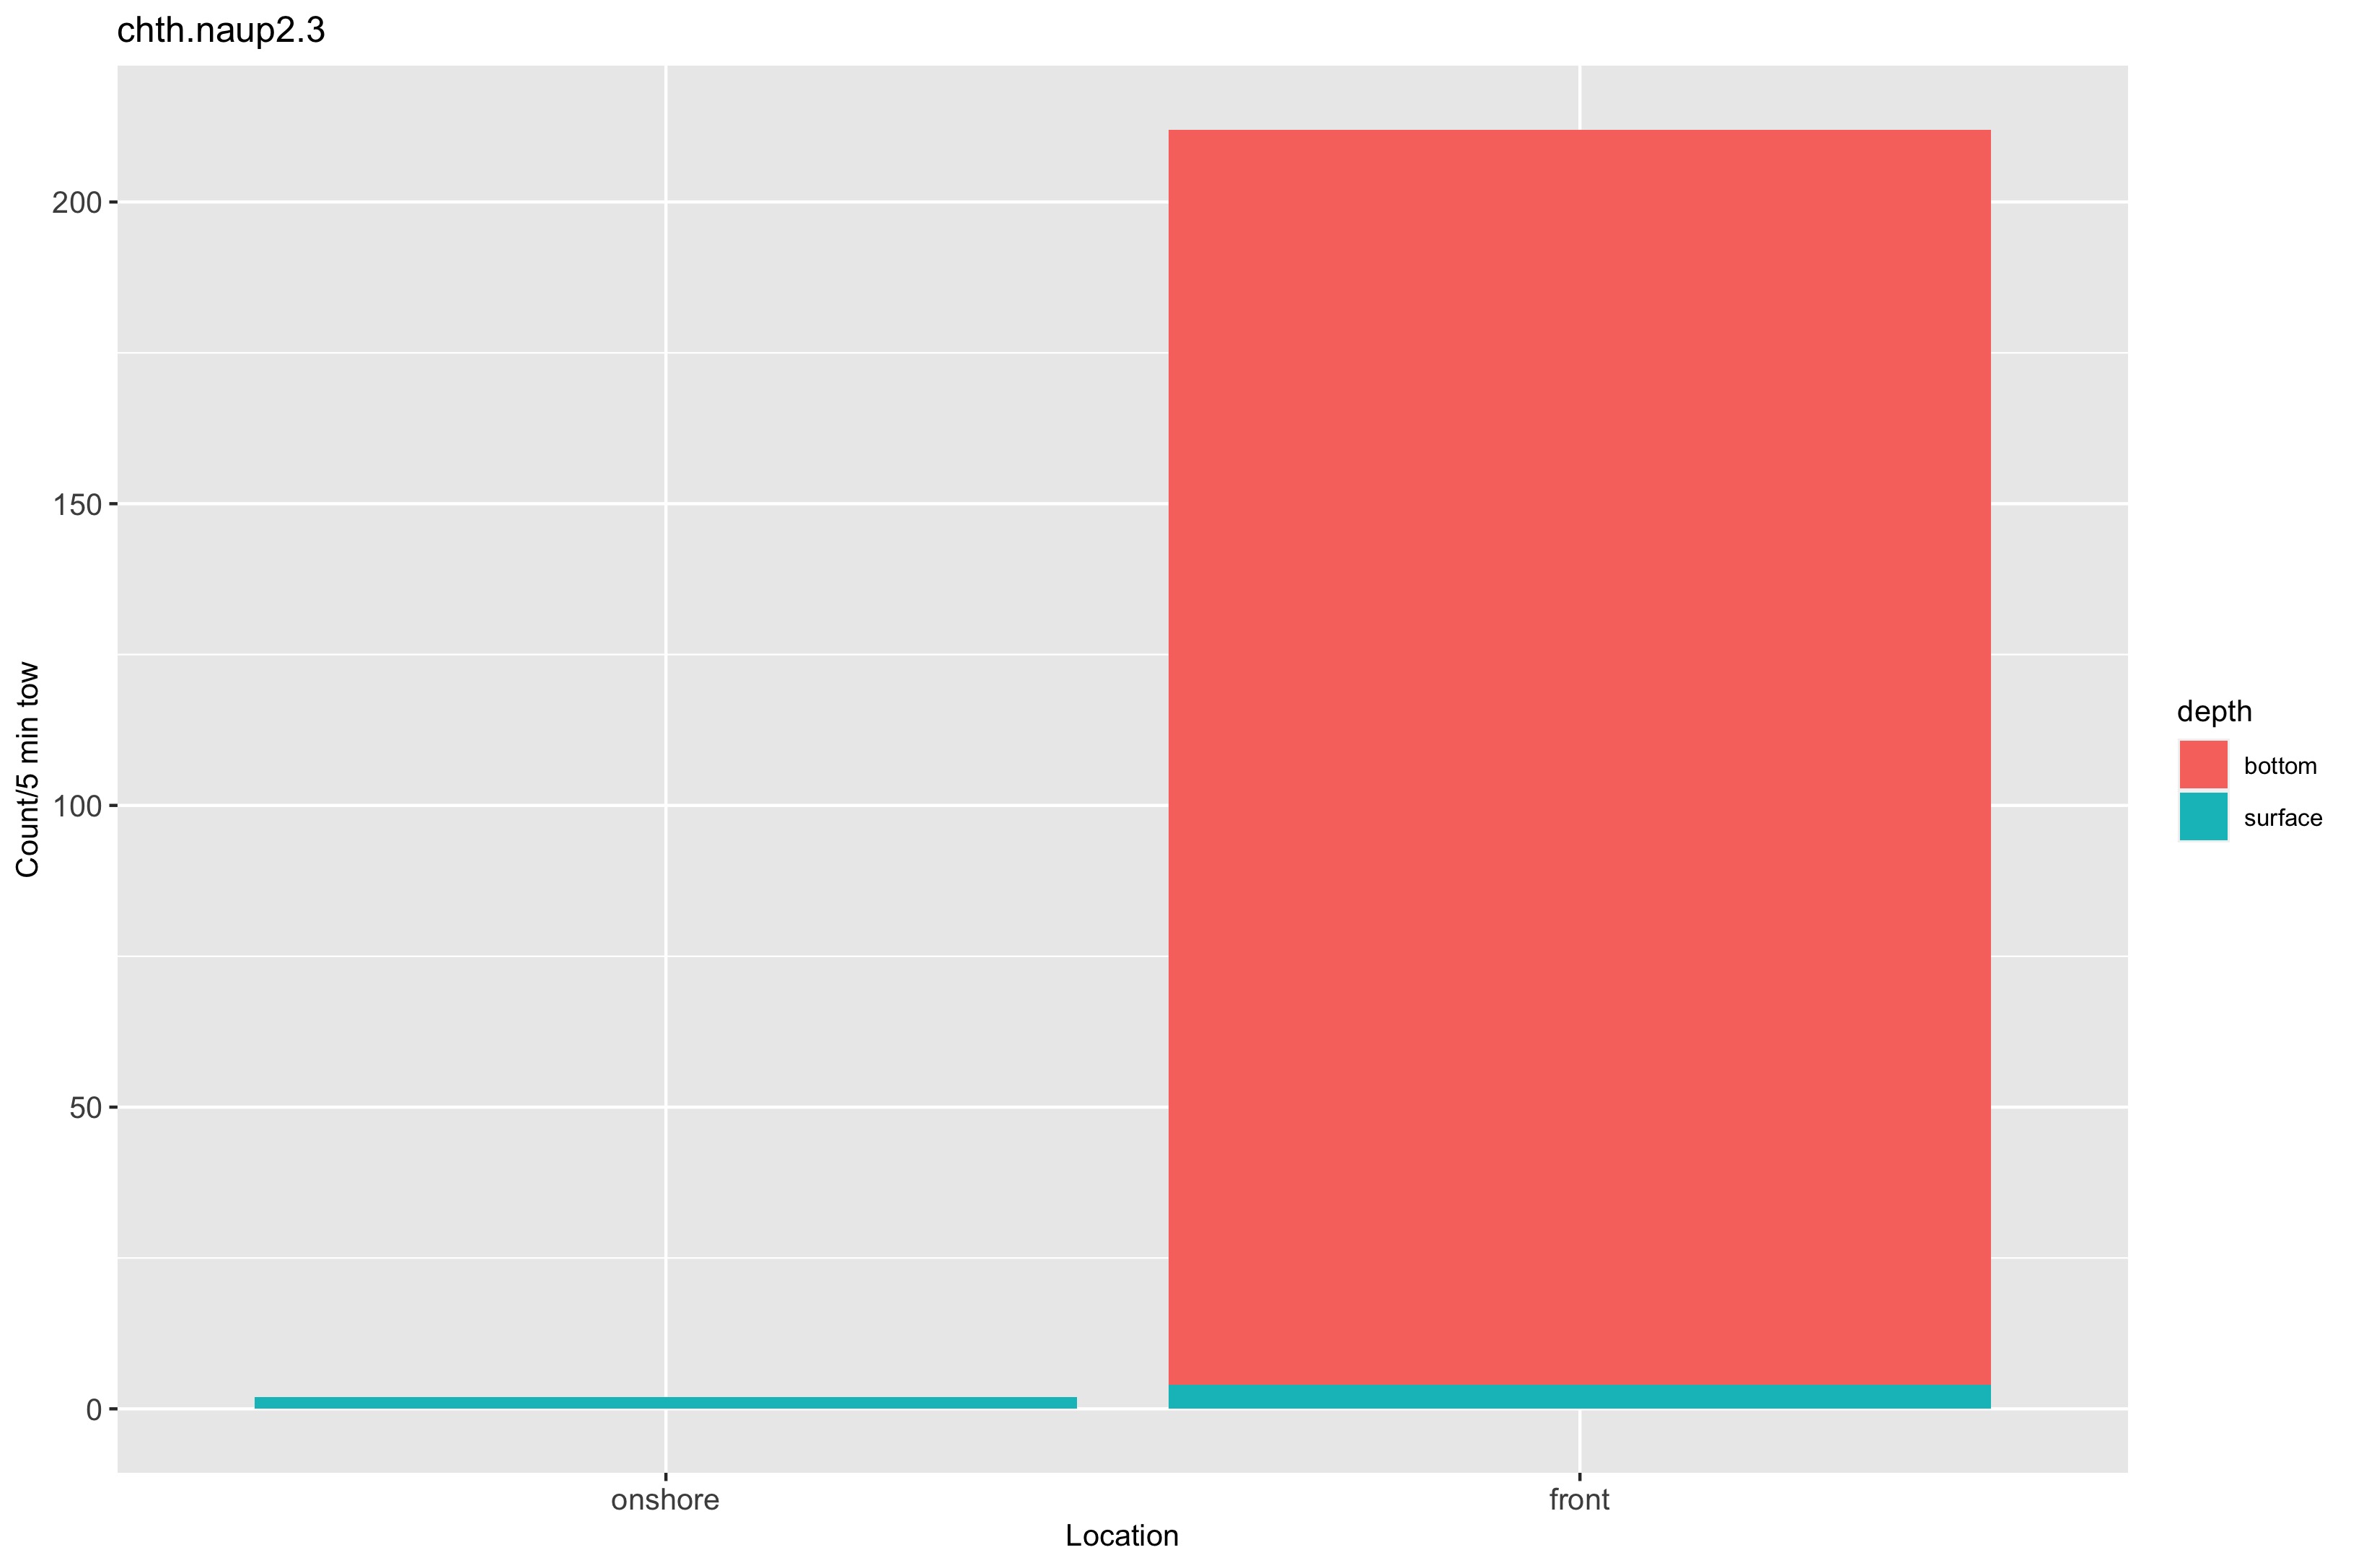 chth.naup2.3
200
150
100
50
0
Count/5 min tow
onshore
front
Location
depth
bottom
surface